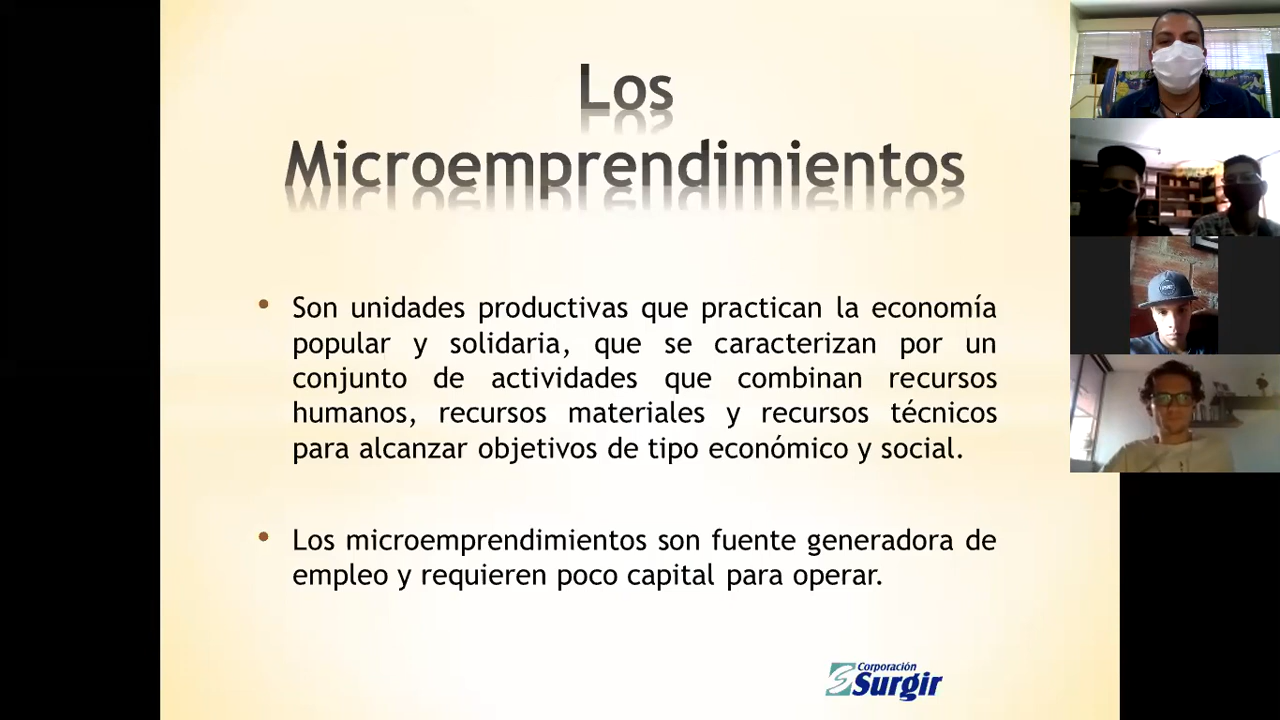 Los
Microemprendimientos
• Son unidades productivas que practican la economía
popular y solidaria, que se caracterizan por un
conjunto de actividades que combinan recursos
humanos, recursos materiales y recursos técnicos
para alcanzar objetivos de tipo económico y social.
• Los microemprendimientos son fuente generadora de
empleo y requieren poco capital para operar.
Corporación
Surgir